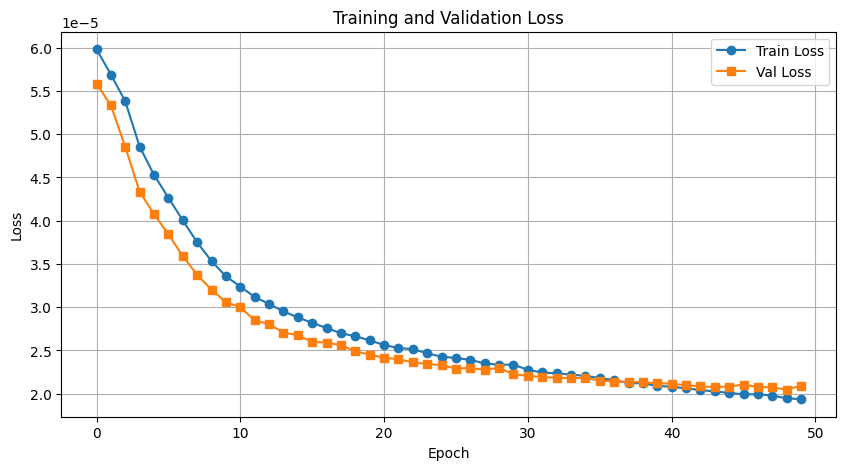 Training and Validation Loss
1e−5
6.0
5.5
5.0
4.5
4.0
3.5
3.0
2.5
2.0
Loss
Train Loss
Val Loss
0 10 20 30 40 50
Epoch